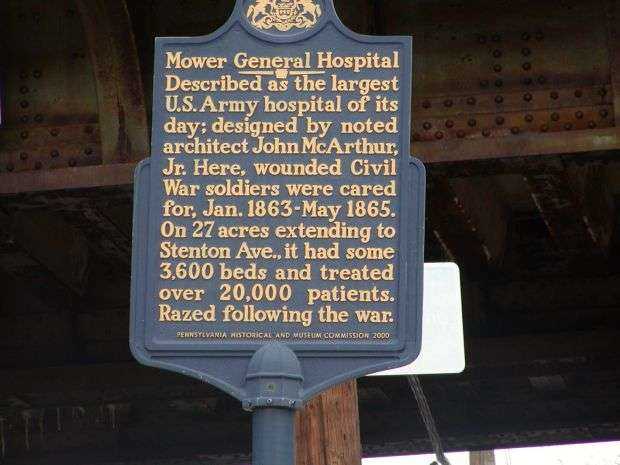 Mower General Hospital
Described as the largest
U.S. Army hospital of its
day; designed by noted
architect John McArthur,
Jr. Here, wounded Civil
War soldiers were cared
for, Jan. 1863-May 1865.
On 27 acres extending to
Stenton Ave., it had some
3,600 beds and treated
over 20,000 patients.
Razed following the war.
PENNSYLVANIA HISTORICAL AND MUSEUM COMMISSION 2000